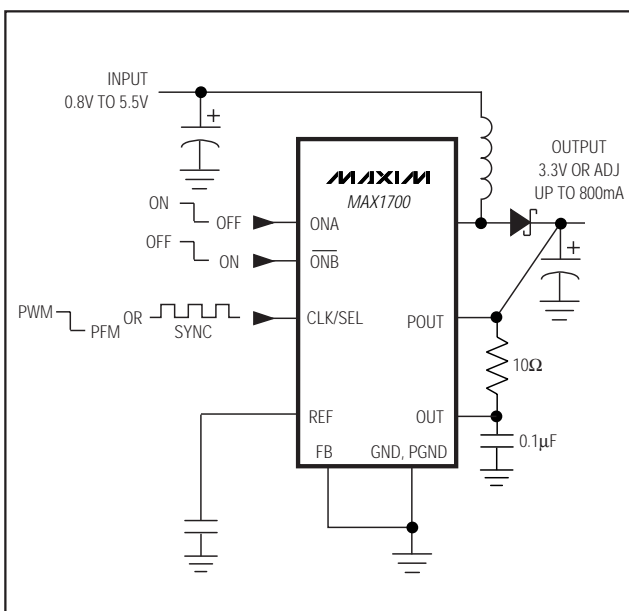 INPUT
0.8V TO 5.5V
+
OUTPUT
3.3V OR ADJ
UP TO 800mA
MAXIM
MAX1700
ON
OFF
ONA
OFF
ON
ONB
+
PWM
PFM
OR
SYNC
CLK/SEL
POUT
10Ω
REF
OUT
0.1μF
FB
GND, PGND